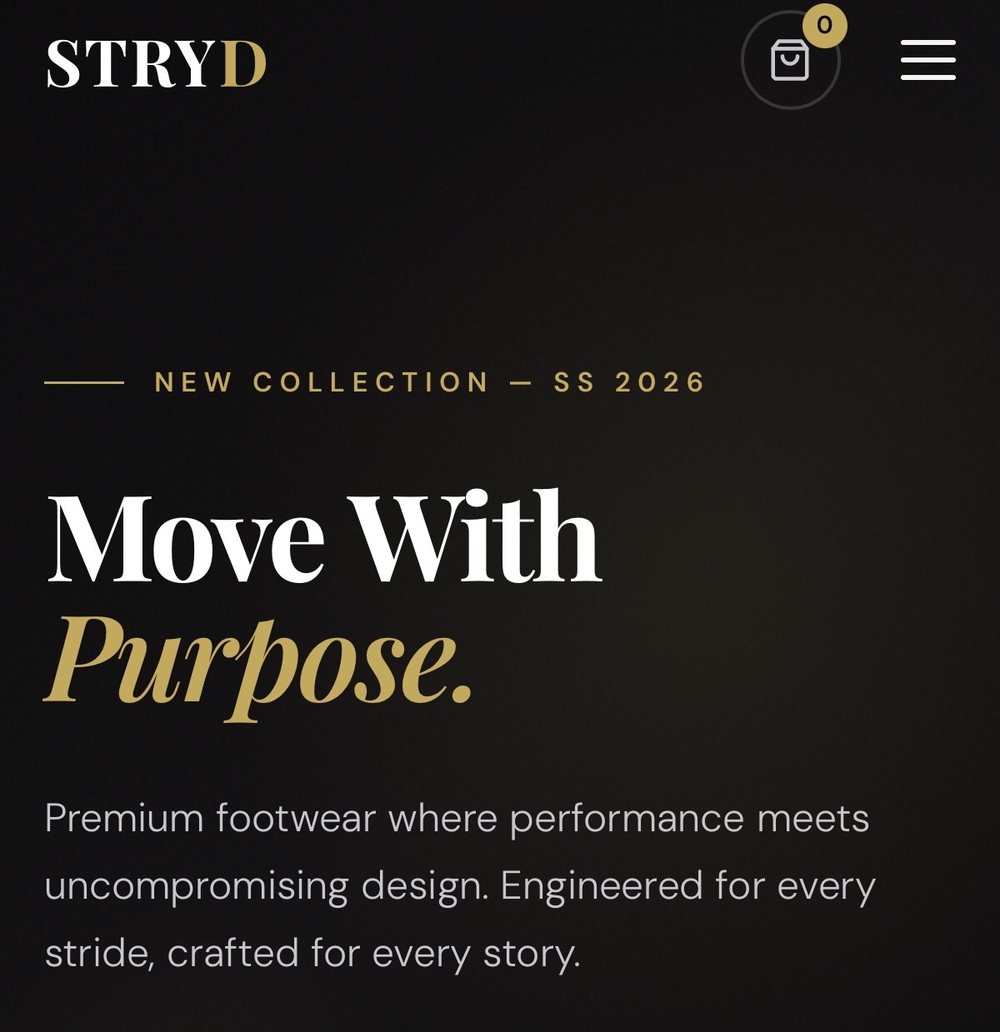 STRYD
0
NEW COLLECTION — SS 2026
Move With
Purpose.
Premium footwear where performance meets
uncompromising design. Engineered for every
stride, crafted for every story.